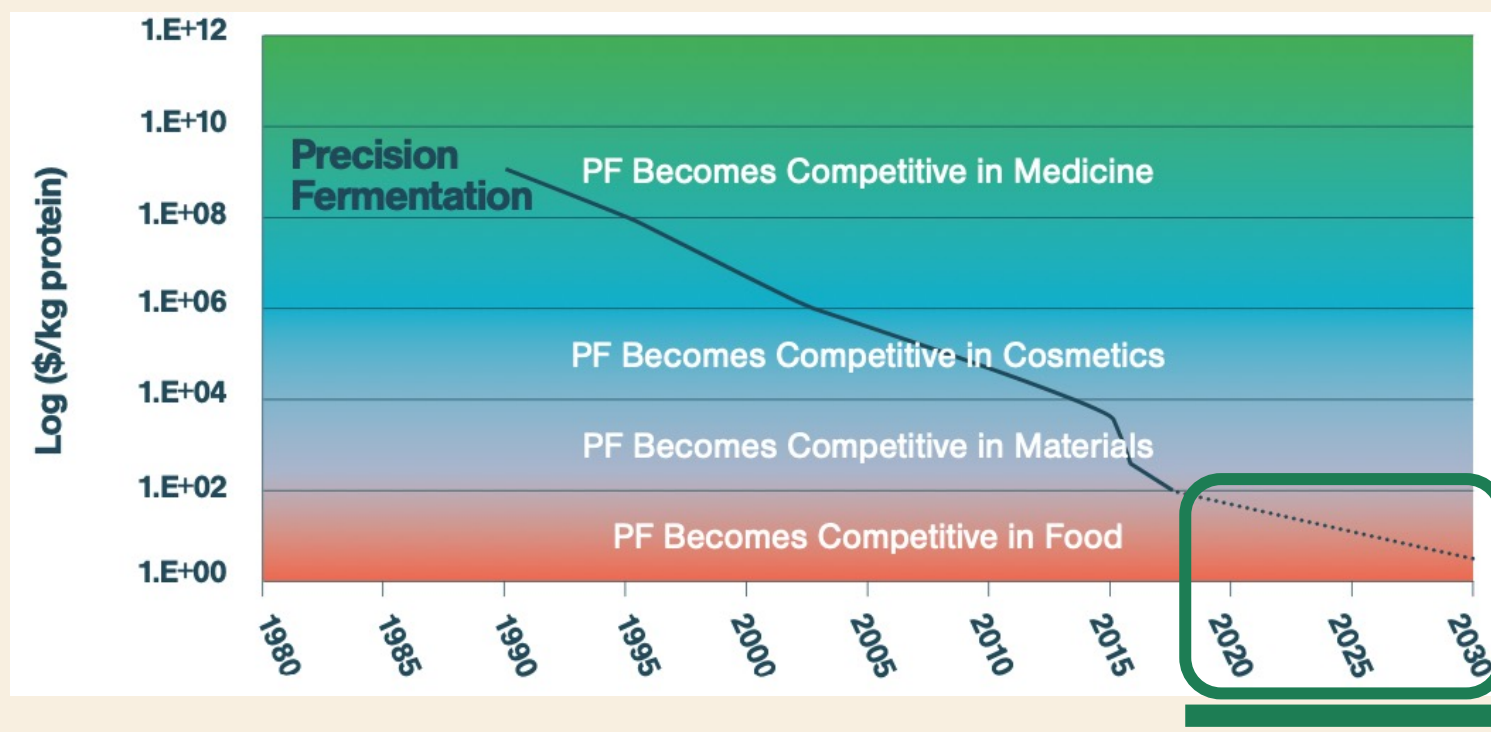 1.E+12
1.E+10
1.E+08
1.E+06
1.E+04
1.E+02
1.E+00
Log ($/kg protein)
Precision
Fermentation
PF Becomes Competitive in Medicine
PF Becomes Competitive in Cosmetics
PF Becomes Competitive in Materials
PF Becomes Competitive in Food
1980
1985
1990
1995
2000
2005
2010
2015
2020
2025
2030